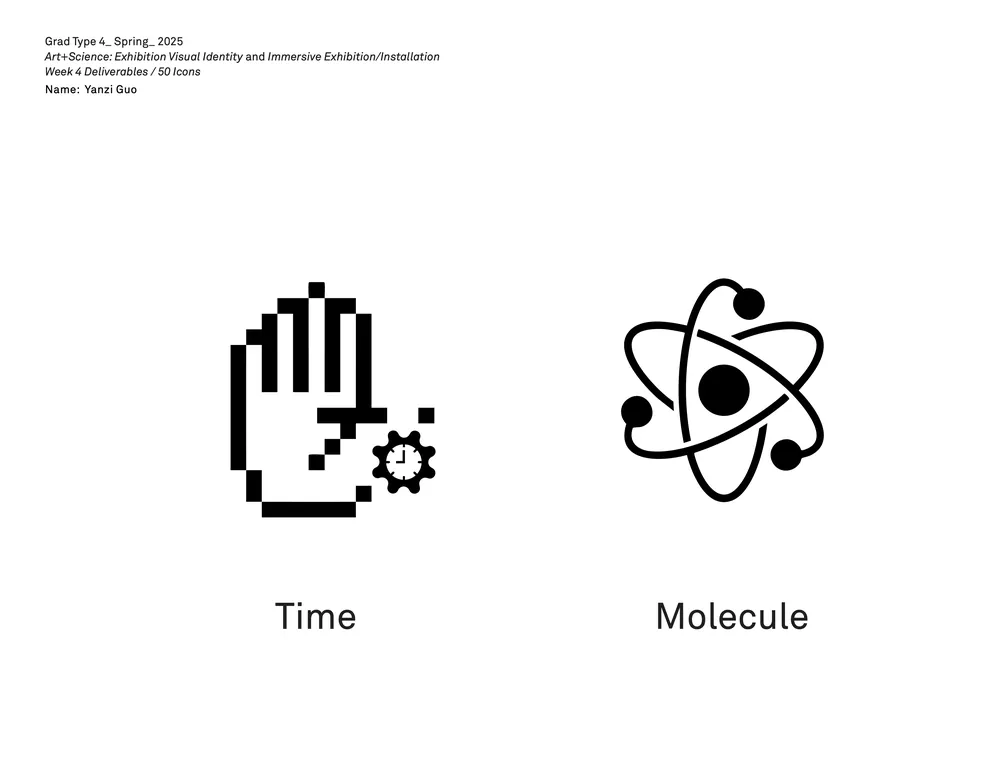 Grad Type 4_ Spring_ 2025
Art+Science: Exhibition Visual Identity and Immersive Exhibition/Installation
Week 4 Deliverables / 50 Icons
Name: Yanzi Guo
Time
Molecule